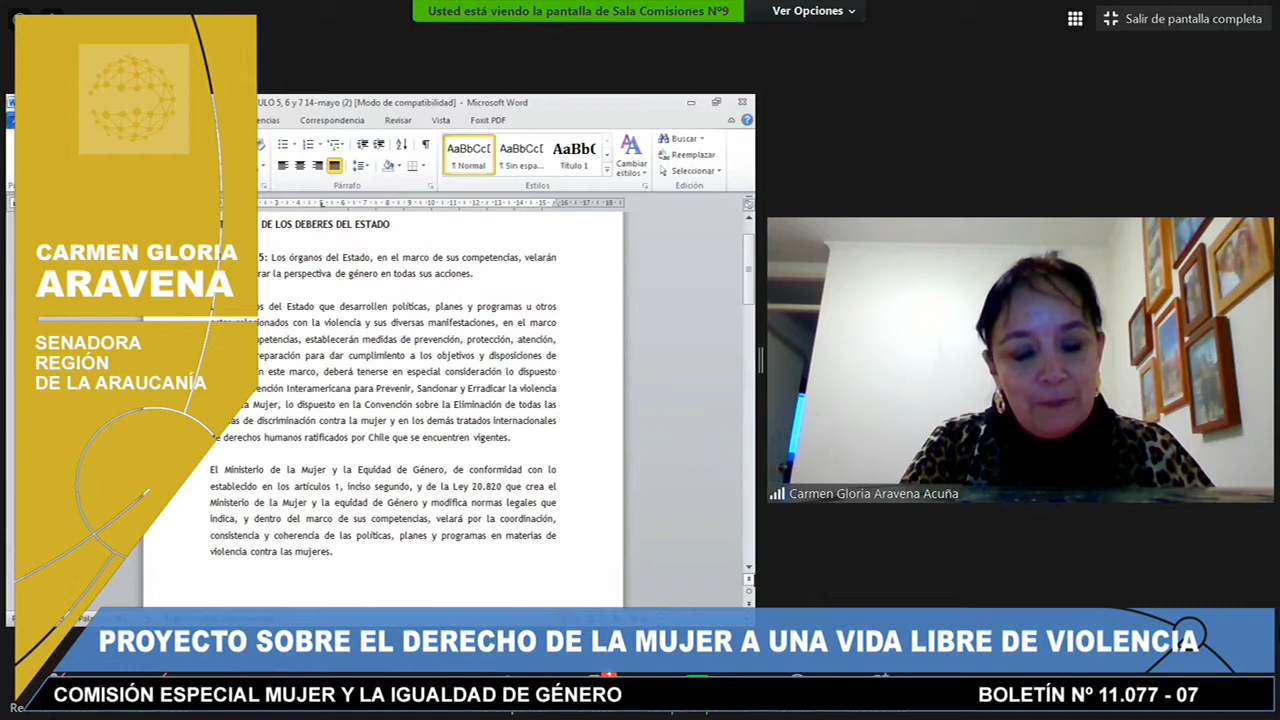 Usted está viendo la pantalla de Sala Comisiones Nº9
Ver Opciones
Salir de pantalla completa
CARMEN GLORIA
ARAVENA
SENADORA
REGIÓN
DE LA ARAUCANÍA
ULO 5, 6 y 7 14-mayo (2) [Modo de compatibilidad] - Microsoft Word
Correspondencia
Revisar
Vista
Foxit PDF
AaBbCcI
AaBbCcI
AaBbC
Normal
Sin espa...
Título 1
Cambiar
estilos
Buscar
Reemplazar
Seleccionar
Párrafo
Estilos
Edición
DE LOS DEBERES DEL ESTADO
5: Los órganos del Estado, en el marco de sus competencias, velarán
rar la perspectiva de género en todas sus acciones.
os del Estado que desarrollen políticas, planes y programas u otros
relacionados con la violencia y sus diversas manifestaciones, en el marco
petencias, establecerán medidas de prevención, protección, atención,
reparación para dar cumplimiento a los objetivos y disposiciones de
n este marco, deberá tenerse en especial consideración lo dispuesto
vención Interamericana para Prevenir, Sancionar y Erradicar la violencia
a Mujer, lo dispuesto en la Convención sobre la Eliminación de todas las
as de discriminación contra la mujer y en los demás tratados internacionales
de derechos humanos ratificados por Chile que se encuentren vigentes.
El Ministerio de la Mujer y la Equidad de Género, de conformidad con lo
establecido en los artículos 1, inciso segundo, y de la Ley 20.820 que crea el
Ministerio de la Mujer y la equidad de Género y modifica normas legales que
indica, y dentro del marco de sus competencias, velará por la coordinación,
consistencia y coherencia de las políticas, planes y programas en materias de
violencia contra las mujeres.
Carmen Gloria Aravena Acuña
PROYECTO SOBRE EL DERECHO DE LA MUJER A UNA VIDA LIBRE DE VIOLENCIA
COMISIÓN ESPECIAL MUJER Y LA IGUALDAD DE GÉNERO
BOLETÍN Nº 11.077 - 07